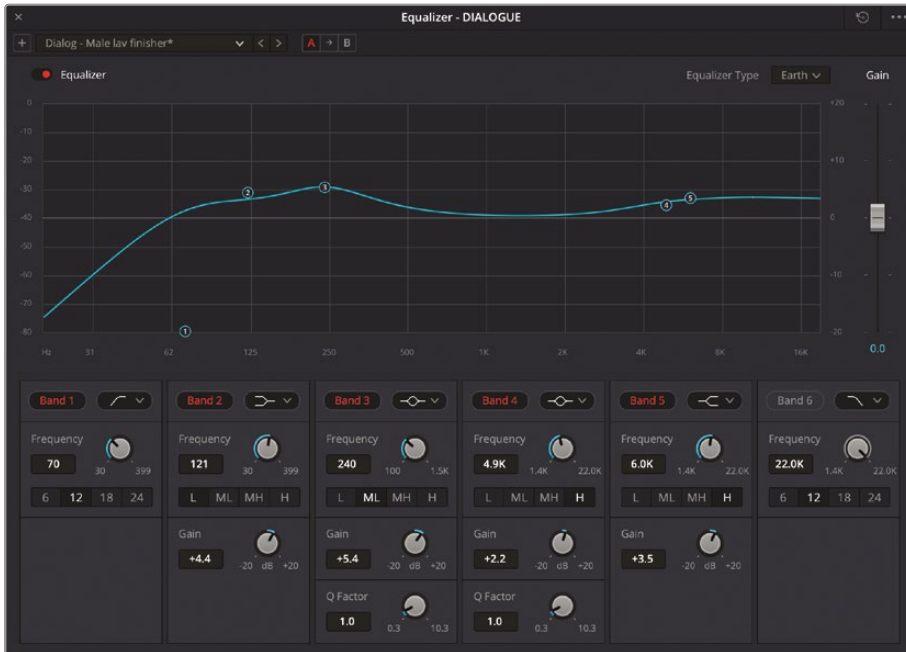 Equalizer - DIALOGUE
Dialog - Male lav finisher*
A B
Equalizer
Equalizer Type Earth Gain
0 +20
-10
-20 +10
-30
-40 0
-50
-60 -10
-70
-80 -20
1 2 3 4 5
Hz 31 62 125 250 500 1K 2K 4K 8K 16K 0.0
Band 1 Band 2 Band 3 Band 4 Band 5 Band 6
Frequency Frequency Frequency Frequency Frequency Frequency
70 30 399 121 30 399 240 100 1.5K 4.9K 1.4K 22.0K 6.0K 1.4K 22.0K 22.0K 1.4K 22.0K
6 12 18 24 L ML MH H L ML MH H L ML MH H L ML MH H 6 12 18 24
Gain Gain Gain Gain
+4.4 -20 dB +20 +5.4 -20 dB +20 +2.2 -20 dB +20 +3.5 -20 dB +20
Q Factor Q Factor
1.0 0.3 10.3 1.0 0.3 10.3